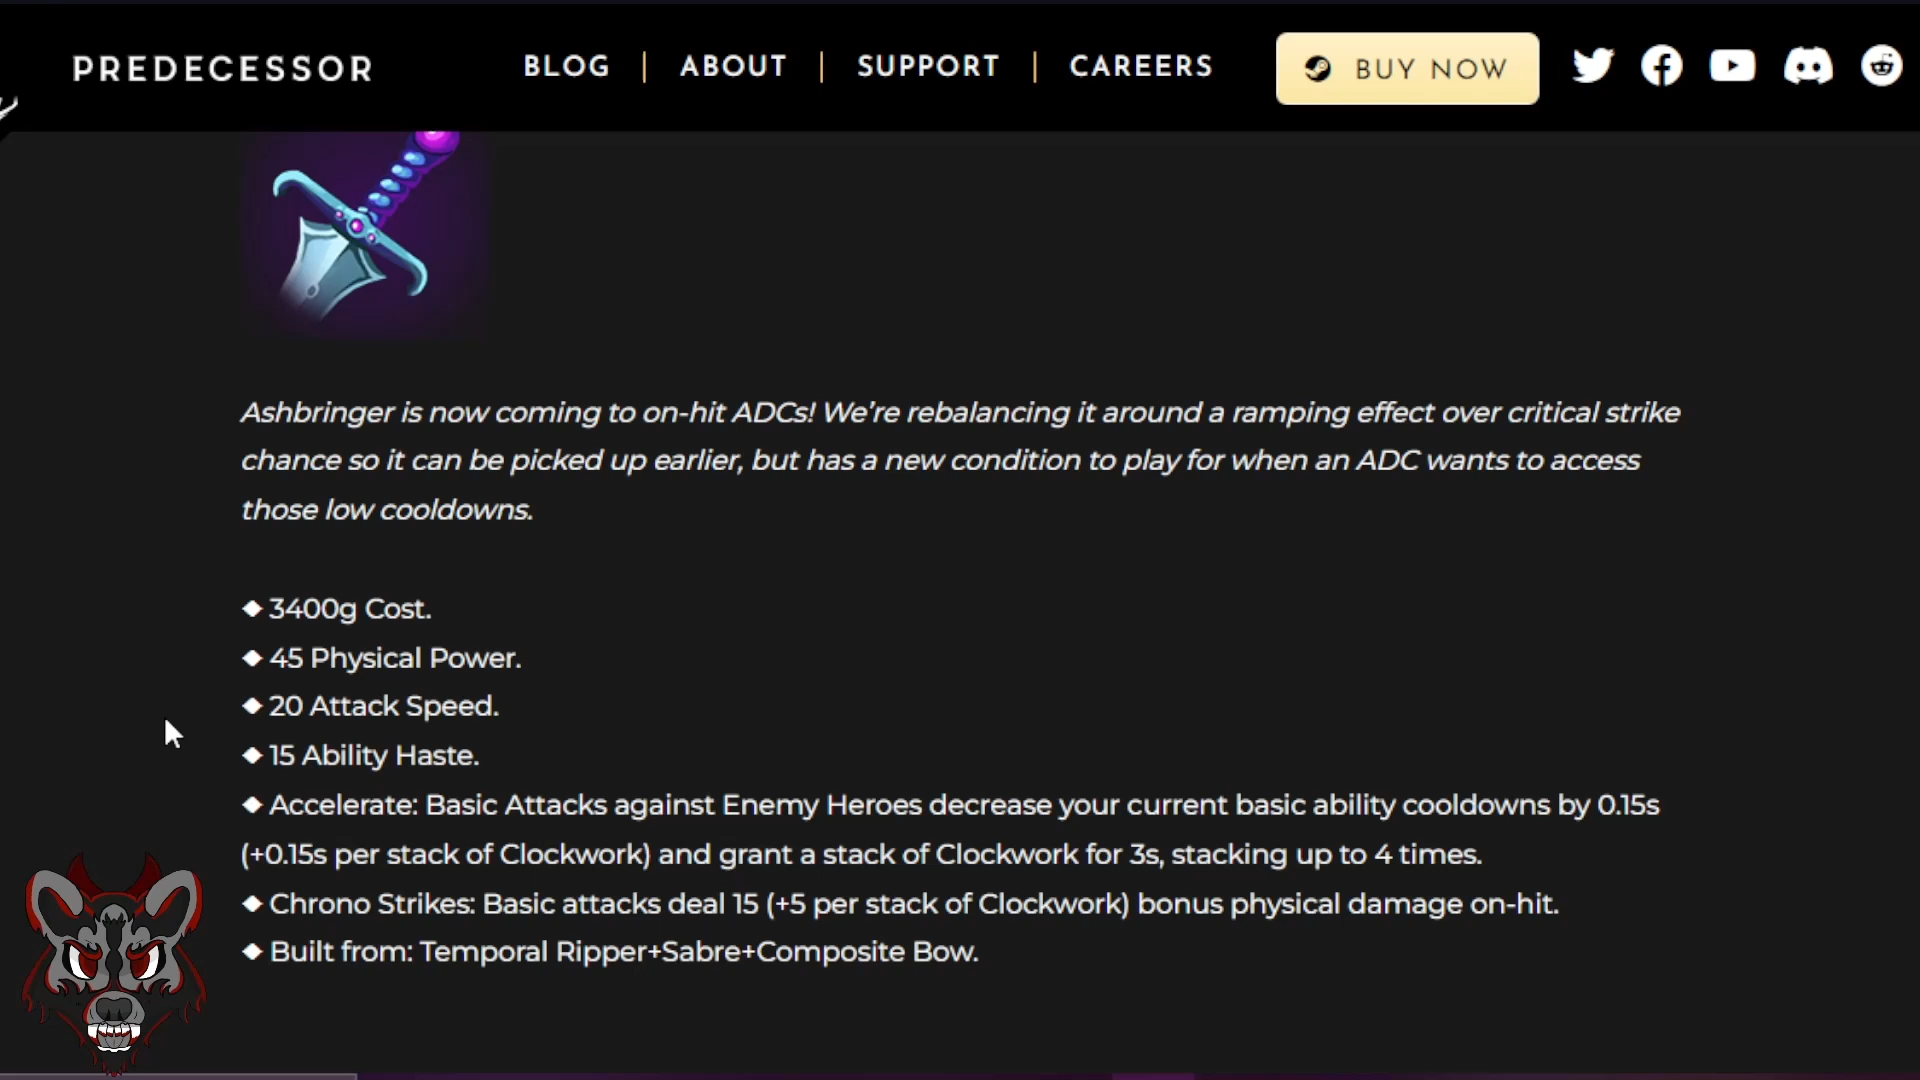 PREDECESSOR BLOG | ABOUT | SUPPORT | CAREERS BUY NOW
Ashbringer is now coming to on-hit ADCs! We're rebalancing it around a ramping effect over critical strike
chance so it can be picked up earlier, but has a new condition to play for when an ADC wants to access
those low cooldowns.
◆ 3400g Cost.
◆ 45 Physical Power.
◆ 20 Attack Speed.
◆ 15 Ability Haste.
◆ Accelerate: Basic Attacks against Enemy Heroes decrease your current basic ability cooldowns by 0.15s
(+0.15s per stack of Clockwork) and grant a stack of Clockwork for 3s, stacking up to 4 times.
◆ Chrono Strikes: Basic attacks deal 15 (+5 per stack of Clockwork) bonus physical damage on-hit.
◆ Built from: Temporal Ripper+Sabre+Composite Bow.